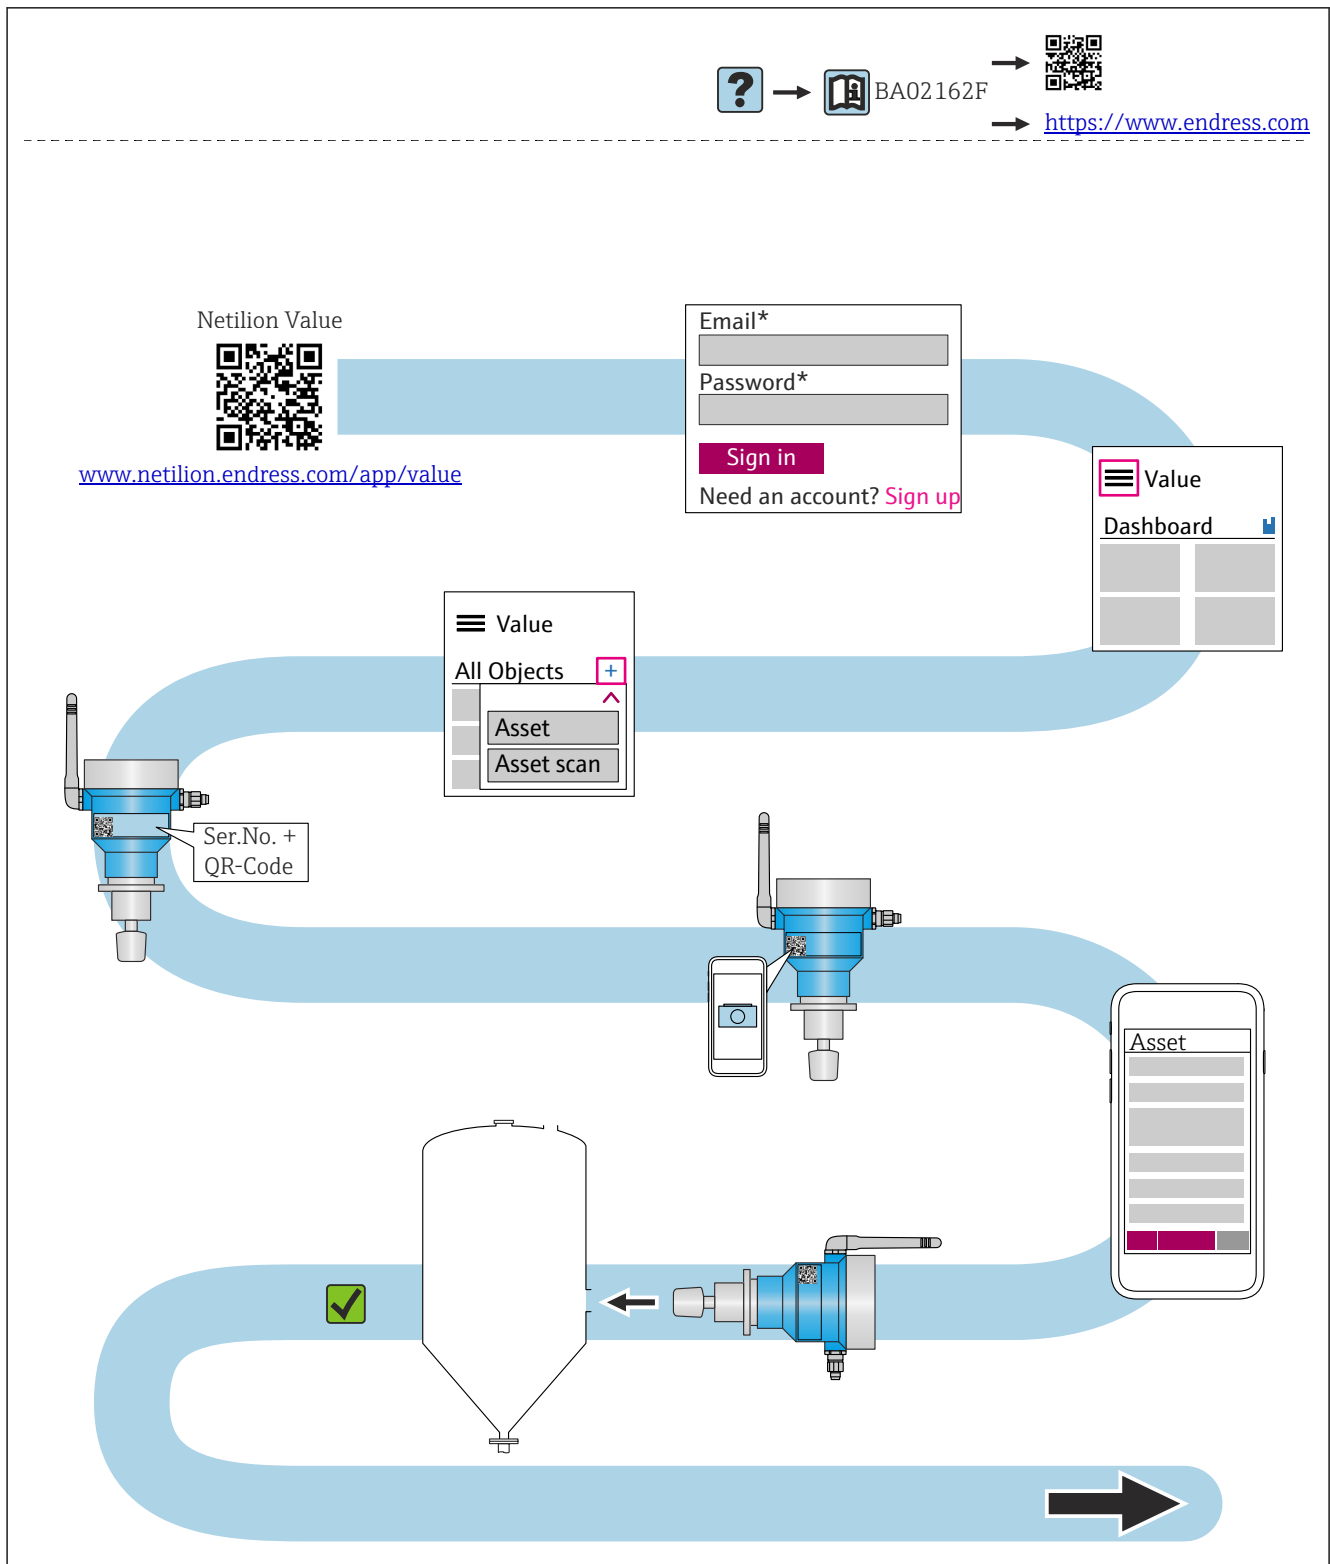 ?
BA02162F
https://www.endress.com
Netilion Value
www.netilion.endress.com/app/value
Email*
Password*
Sign in
Need an account? Sign up
Value
Dashboard
Value
All Objects +
Asset
Asset scan
Ser.No. +
QR-Code
Asset